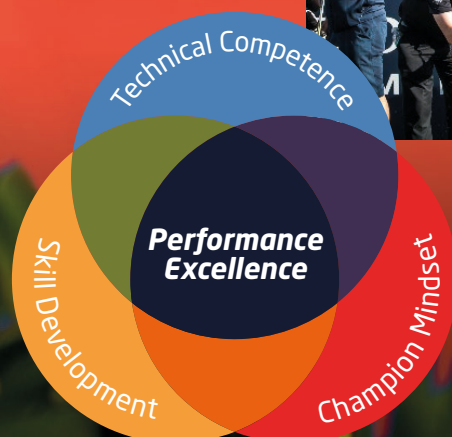 Technical Competence
Performance
Excellence
Skill Development
Champion Mindset